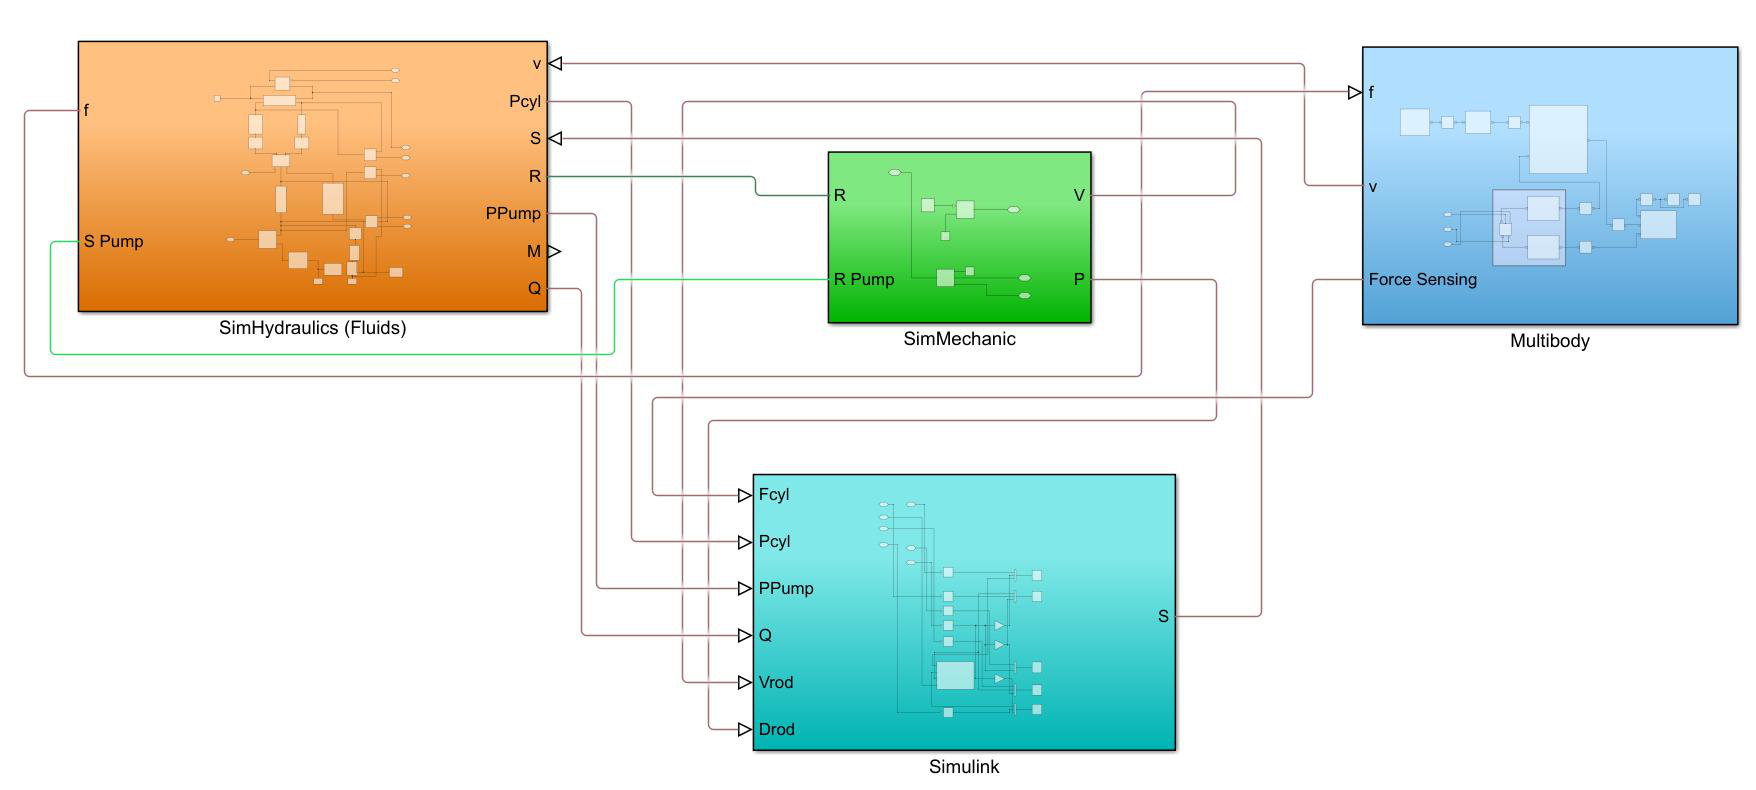 f
S Pump
v
Pcyl
S
R
PPump
M
Q
SimHydraulics (Fluids)
R
R Pump
V
P
SimMechanic
f
v
Force Sensing
Multibody
Fcyl
Pcyl
PPump
Q
Vrod
Drod
S
Simulink